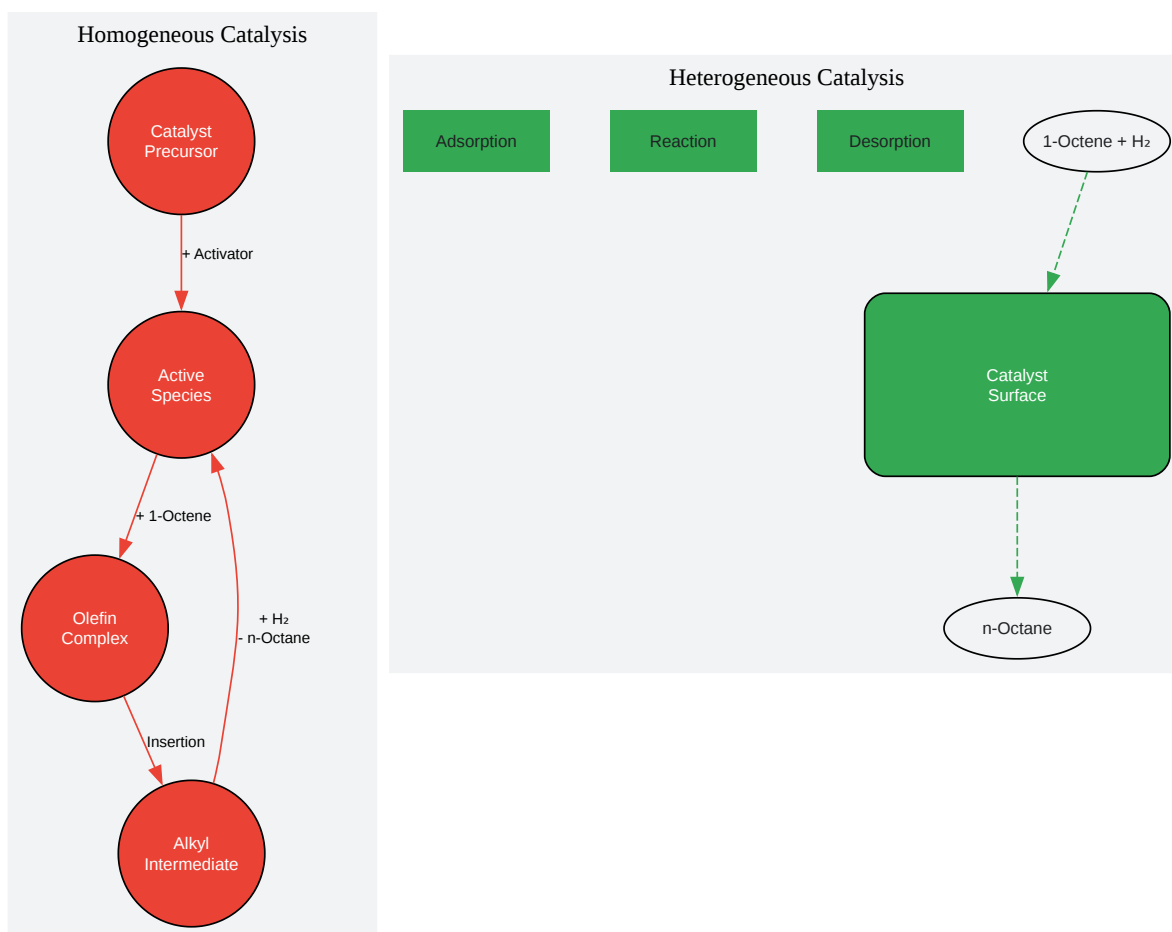 Homogeneous Catalysis
Catalyst
Precursor
+ Activator
Active
Species
+ 1-Octene
Olefin
Complex
+ H₂
- n-Octane
Insertion
Alkyl
Intermediate
Heterogeneous Catalysis
Adsorption
Reaction
Desorption
1-Octene + H₂
Catalyst
Surface
n-Octane